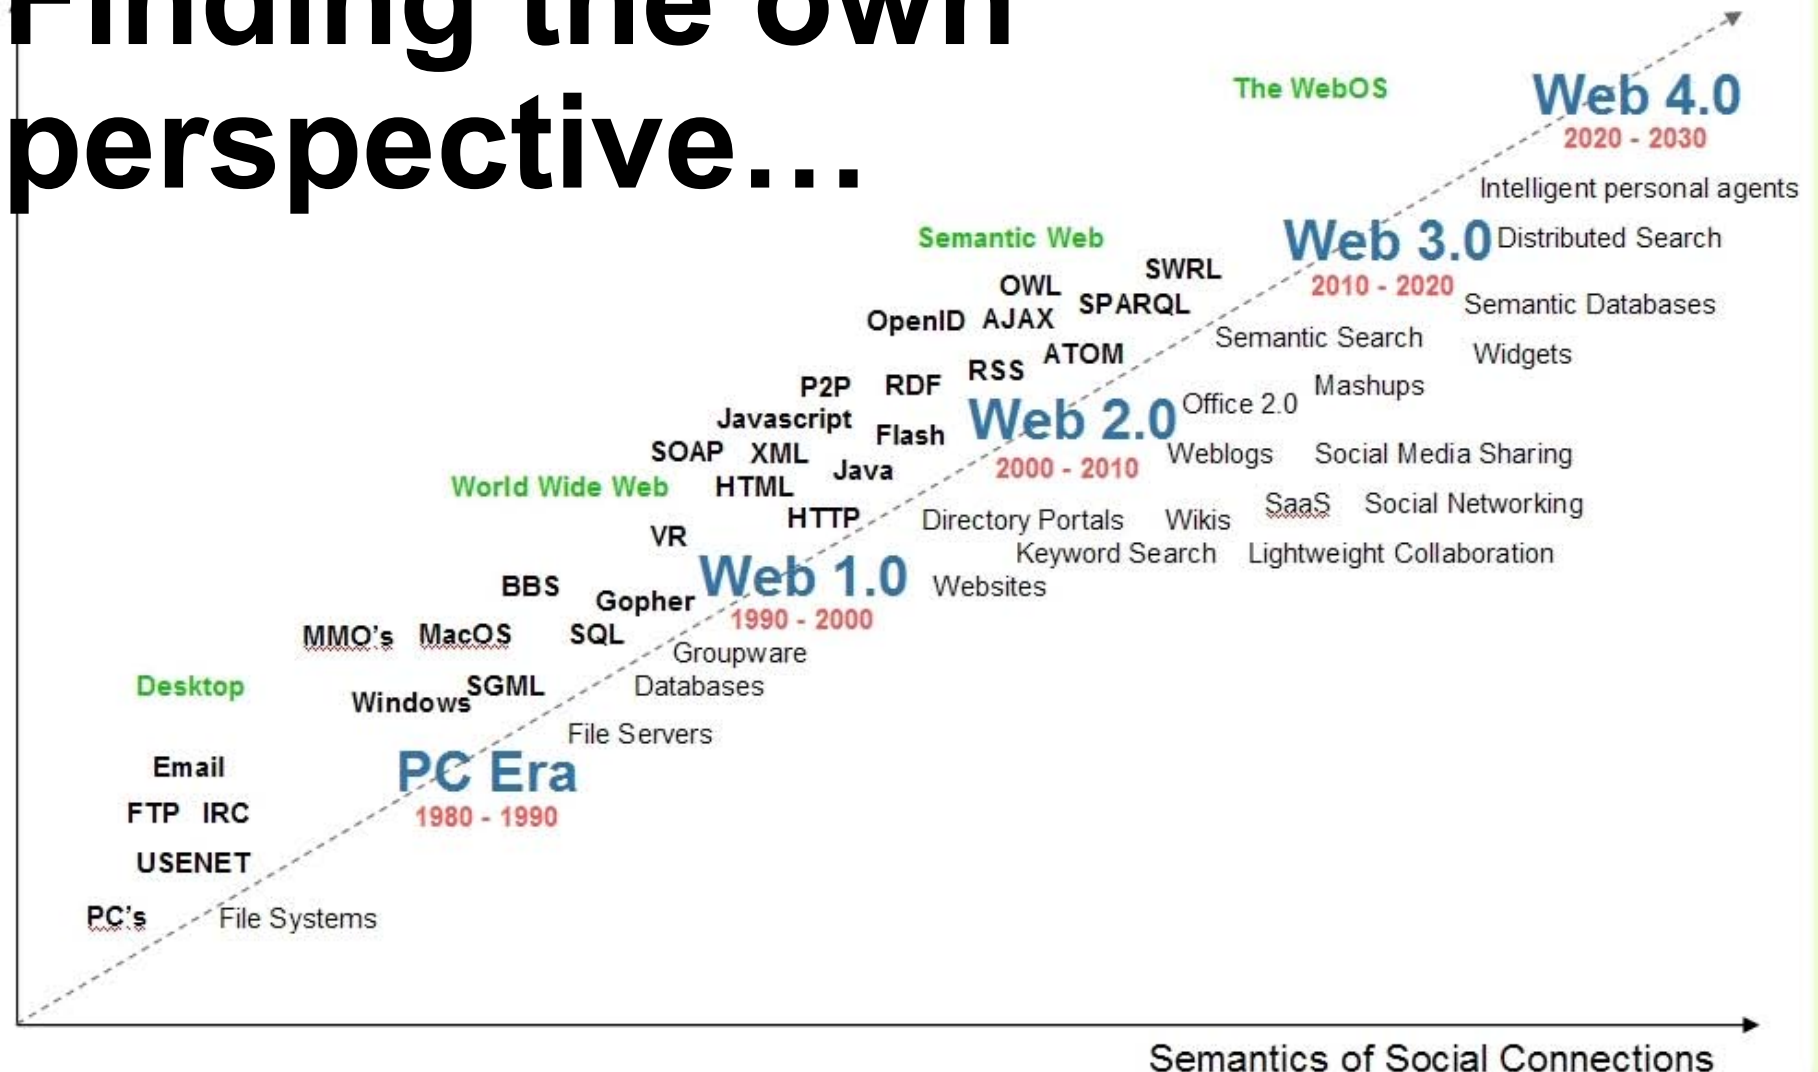 Finding the own
perspective…
The WebOS
Web 4.0
2020 - 2030
Intelligent personal agents
Semantic Web
Web 3.0
Distributed Search
2010 - 2020
SWRL
OWL
SPARQL
Semantic Databases
OpenID
AJAX
Semantic Search
ATOM
Widgets
RSS
P2P
RDF
Mashups
Javascript
Web 2.0
Office 2.0
Flash
SOAP
XML
2000 - 2010
Weblogs
Social Media Sharing
Java
World Wide Web
HTML
SaaS
Social Networking
HTTP
Directory Portals
Wikis
VR
Keyword Search
Lightweight Collaboration
Web 1.0
Websites
BBS
Gopher
1990 - 2000
MMO's
MacOS
SQL
Groupware
Desktop
SGML
Databases
Windows
File Servers
Email
PC Era
1980 - 1990
FTP
IRC
USENET
PC's
File Systems
Semantics of Social Connections